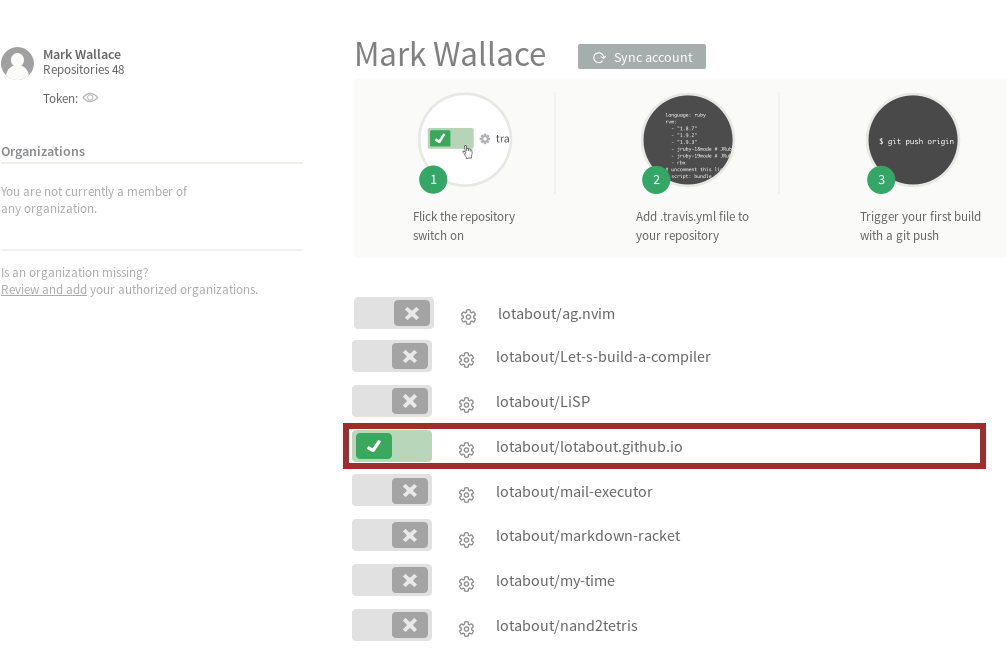 Mark Wallace
Repositories 48
Token:
Organizations
You are not currently a member of
any organization.
Is an organization missing?
Review and add your authorized organizations.
Mark Wallace
Sync account
tra
1
Flick the repository
switch on
language: ruby
rvm:
- "1.8.7"
- "1.9.2"
- "1.9.3"
- jruby-18mode # JRu
- jruby-19mode # JRu
- rbx
# uncomment this li
script: bundle
2
Add .travis.yml file to
your repository
$ git push origin
3
Trigger your first build
with a git push
lotabout/ag.nvim
lotabout/Let-s-build-a-compiler
lotabout/LiSP
lotabout/lotabout.github.io
lotabout/mail-executor
lotabout/markdown-racket
lotabout/my-time
lotabout/nand2tetris